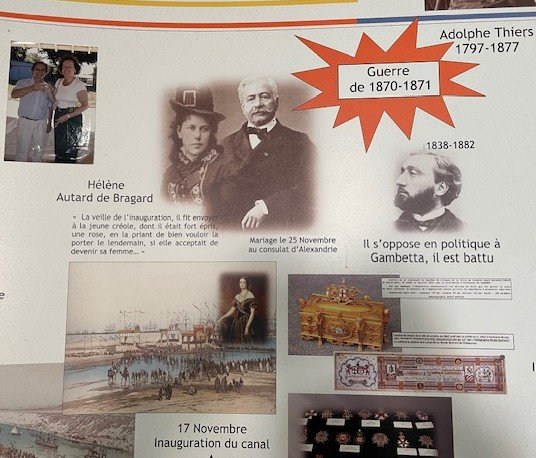 Adolphe Thiers
1797-1877
Guerre
de 1870-1871
1838-1882
Hélène
Autard de Bragard
« La veille de l'inauguration, il fit envoyer
à la jeune créole, dont il était fort épris,
une rose, en la priant de bien vouloir la
porter le lendemain, si elle acceptait de
devenir sa femme... »
Mariage le 25 Novembre
au consulat d'Alexandrie
Il s'oppose en politique à
Gambetta, il est battu
17 Novembre
Inauguration du canal